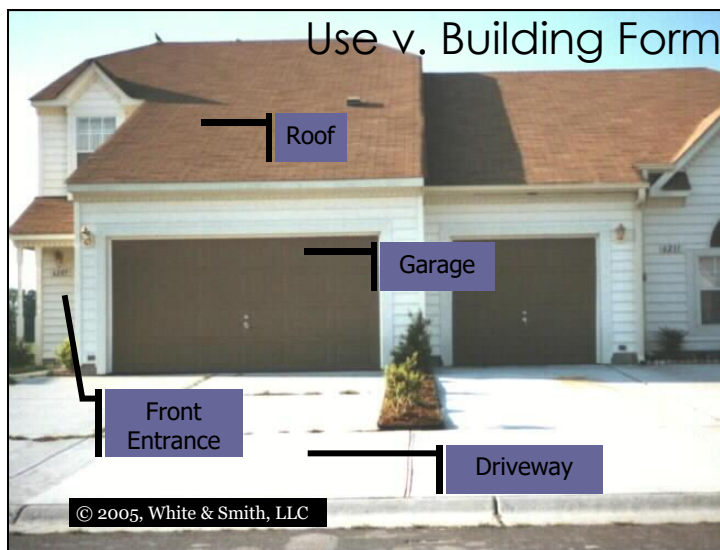 Use v. Building Form
Roof
Garage
Front
Entrance
Driveway
© 2005, White & Smith, LLC